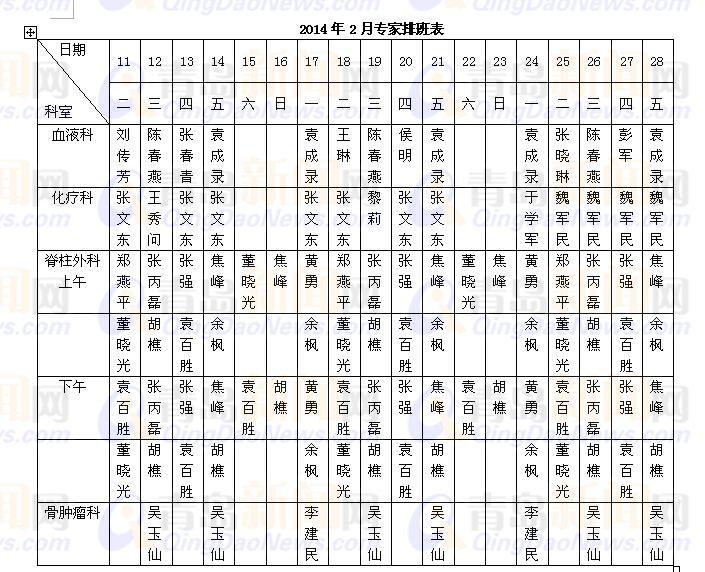 2014年2月专家排班表
日期 11 12 13 14 15 16 17 18 19 20 21 22 23 24 25 26 27 28
科室 二 三 四 五 六 日 一 二 三 四 五 六 日 一 二 三 四 五
血液科 刘传芳 陈春燕 张春青 袁成录 袁成录 王琳 陈春燕 侯明 袁成录 袁成录 张晓琳 陈春燕 彭军 袁成录
化疗科 张文东 王秀问 张文东 张文东 张文东 张文东 黎莉 张文东 张文东 于学军 魏军民 魏军民 魏军民 魏军民
脊柱外科上午 郑燕平 张丙磊 张强 焦峰 董晓光 焦峰 黄勇 郑燕平 张丙磊 张强 焦峰 董晓光 焦峰 黄勇 郑燕平 张丙磊 张强 焦峰
董晓光 胡樵 袁百胜 余枫 余枫 董晓光 胡樵 袁百胜 余枫 余枫 董晓光 胡樵 袁百胜 余枫
下午 袁百胜 张丙磊 张强 焦峰 袁百胜 胡樵 黄勇 袁百胜 张丙磊 张强 焦峰 袁百胜 胡樵 黄勇 袁百胜 张丙磊 张强 焦峰
董晓光 胡樵 袁百胜 胡樵 余枫 董晓光 胡樵 袁百胜 胡樵 余枫 董晓光 胡樵 袁百胜 胡樵
骨肿瘤科 吴玉仙 吴玉仙 李建民 吴玉仙 吴玉仙 李建民 吴玉仙 吴玉仙
青岛新闻网
QingDaoNews.com